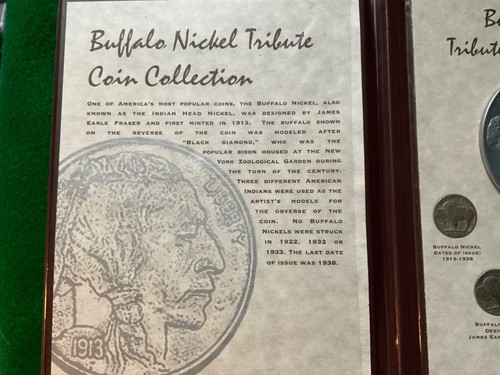 Buffalo Nickel Tribute
Coin Collection
One of America's most popular coins, the Buffalo Nickel, also
known as the Indian Head Nickel, was designed by James
Earle Fraser and first minted in 1913. The buffalo shown
on the reverse of the coin was modeled after
"Black Diamond," who was the
popular bison housed at the New
York Zoological Garden during
the turn of the century.
Three different American
Indians were used as the
artist's models for
the obverse of the
coin. No Buffalo
Nickels were struck
in 1922, 1932 or
1933. The last date
of issue was 1938.
LIBERTY
1913
Tribute
Buffalo Nickel
Dates of Issue:
1913-1938